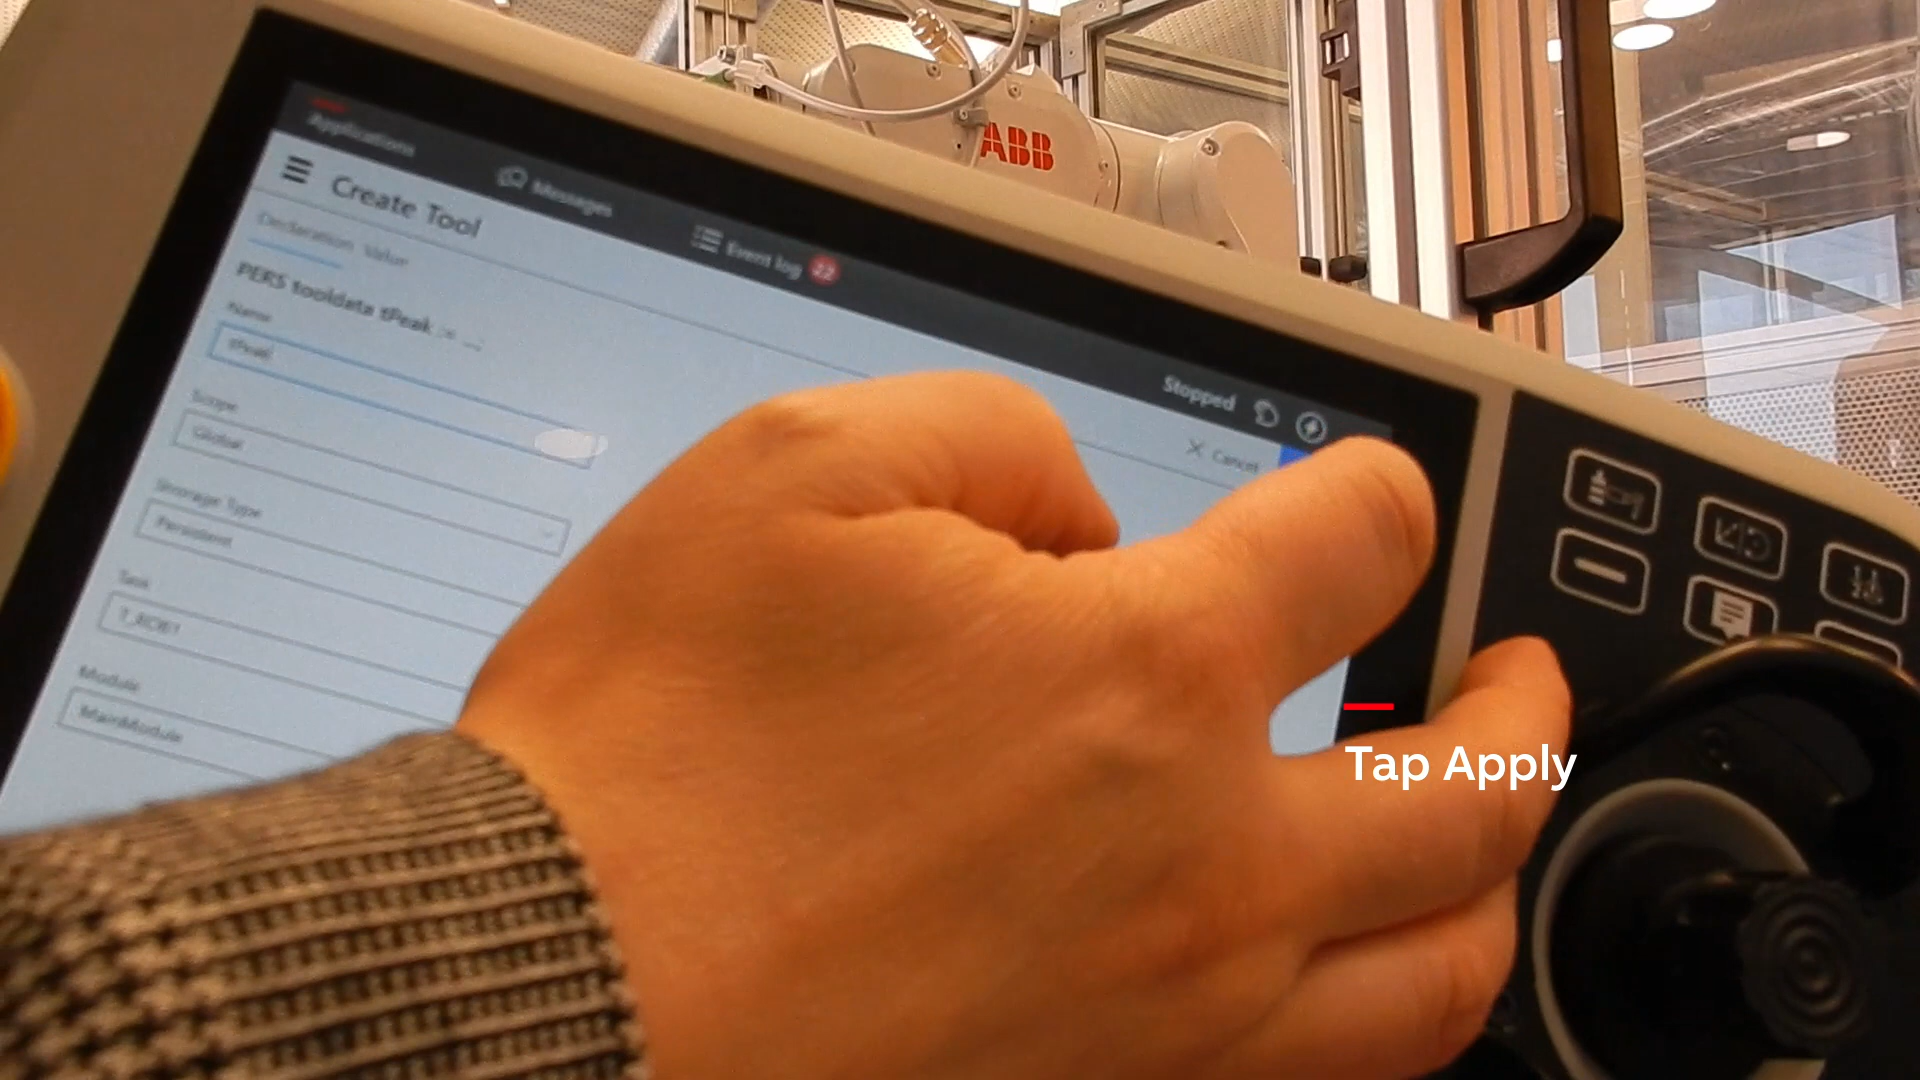 ABB
Applications
Messages
Event log 22
Stopped
Create Tool
Cancel
Declaration Value
PERS tooldata tPeak
Name
tPeak
Scope
Global
Storage Type
Persistent
Task
T_ROB1
Module
MainModule
Tap Apply